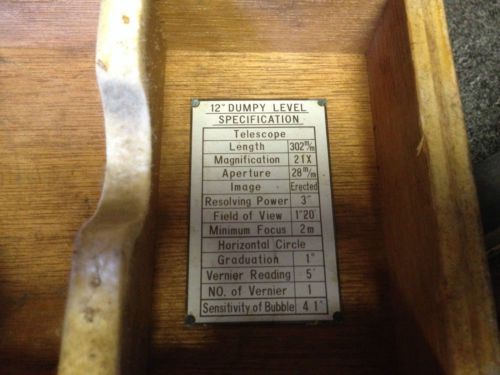 12" DUMPY LEVEL
SPECIFICATION
Telescope
Length 302m/m
Magnification 21X
Aperture 28m/m
Image Erected
Resolving Power 3"
Field of View 1°20'
Minimum Focus 2m
Horizontal Circle
Graduation 1°
Vernier Reading 5'
NO. of Vernier 1
Sensitivity of Bubble 41"